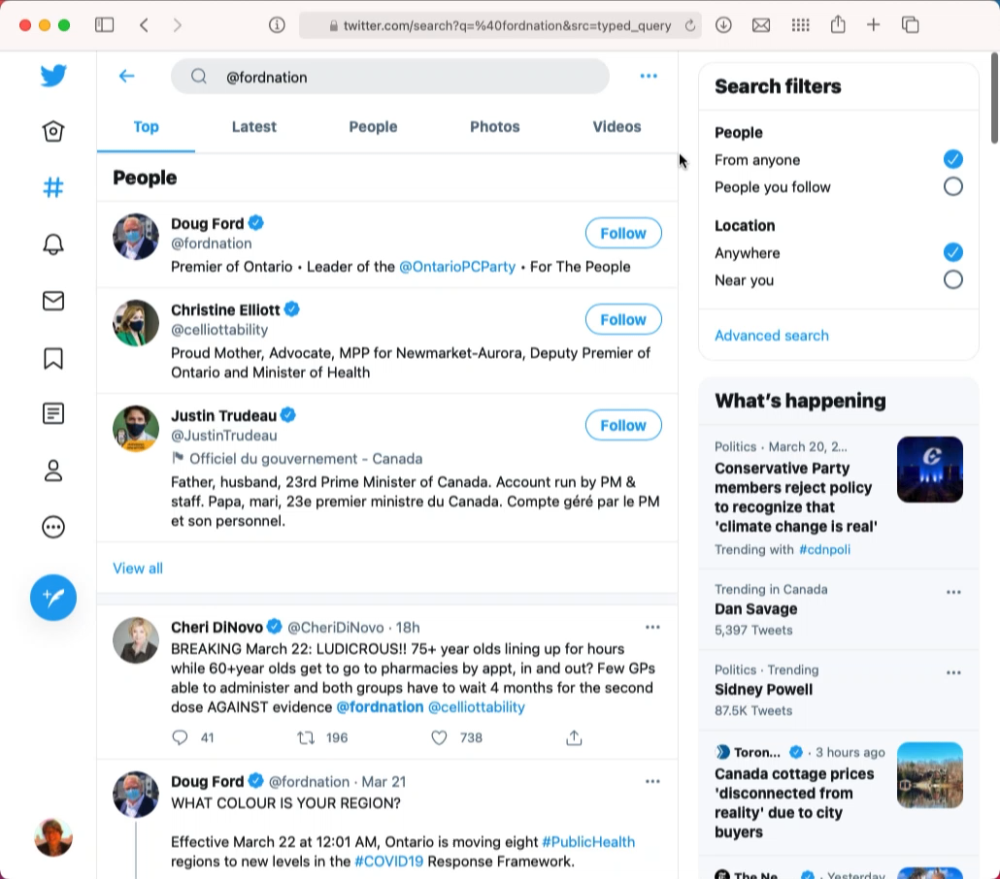 twitter.com/search?q=%40fordnation&src=typed_query
@fordnation
Top
Latest
People
Photos
Videos
People
Doug Ford
@fordnation
Follow
Premier of Ontario • Leader of the @OntarioPCParty • For The People
Christine Elliott
@celliottability
Follow
Proud Mother, Advocate, MPP for Newmarket-Aurora, Deputy Premier of
Ontario and Minister of Health
Justin Trudeau
@JustinTrudeau
Follow
Officiel du gouvernement - Canada
Father, husband, 23rd Prime Minister of Canada. Account run by PM &
staff. Papa, mari, 23e premier ministre du Canada. Compte géré par le PM
et son personnel.
View all
Cheri DiNovo @CheriDiNovo · 18h
BREAKING March 22: LUDICROUS!! 75+ year olds lining up for hours
while 60+year olds get to go to pharmacies by appt, in and out? Few GPs
able to administer and both groups have to wait 4 months for the second
dose AGAINST evidence @fordnation @celliottability
41 196 738
Doug Ford @fordnation · Mar 21
WHAT COLOUR IS YOUR REGION?
Effective March 22 at 12:01 AM, Ontario is moving eight #PublicHealth
regions to new levels in the #COVID19 Response Framework.
Search filters
People
From anyone
People you follow
Location
Anywhere
Near you
Advanced search
What's happening
Politics · March 20, 2...
Conservative Party
members reject policy
to recognize that
'climate change is real'
Trending with #cdnpoli
Trending in Canada
Dan Savage
5,397 Tweets
Politics · Trending
Sidney Powell
87.5K Tweets
Toron... · 3 hours ago
Canada cottage prices
'disconnected from
reality' due to city
buyers
The Ne... · Yesterday